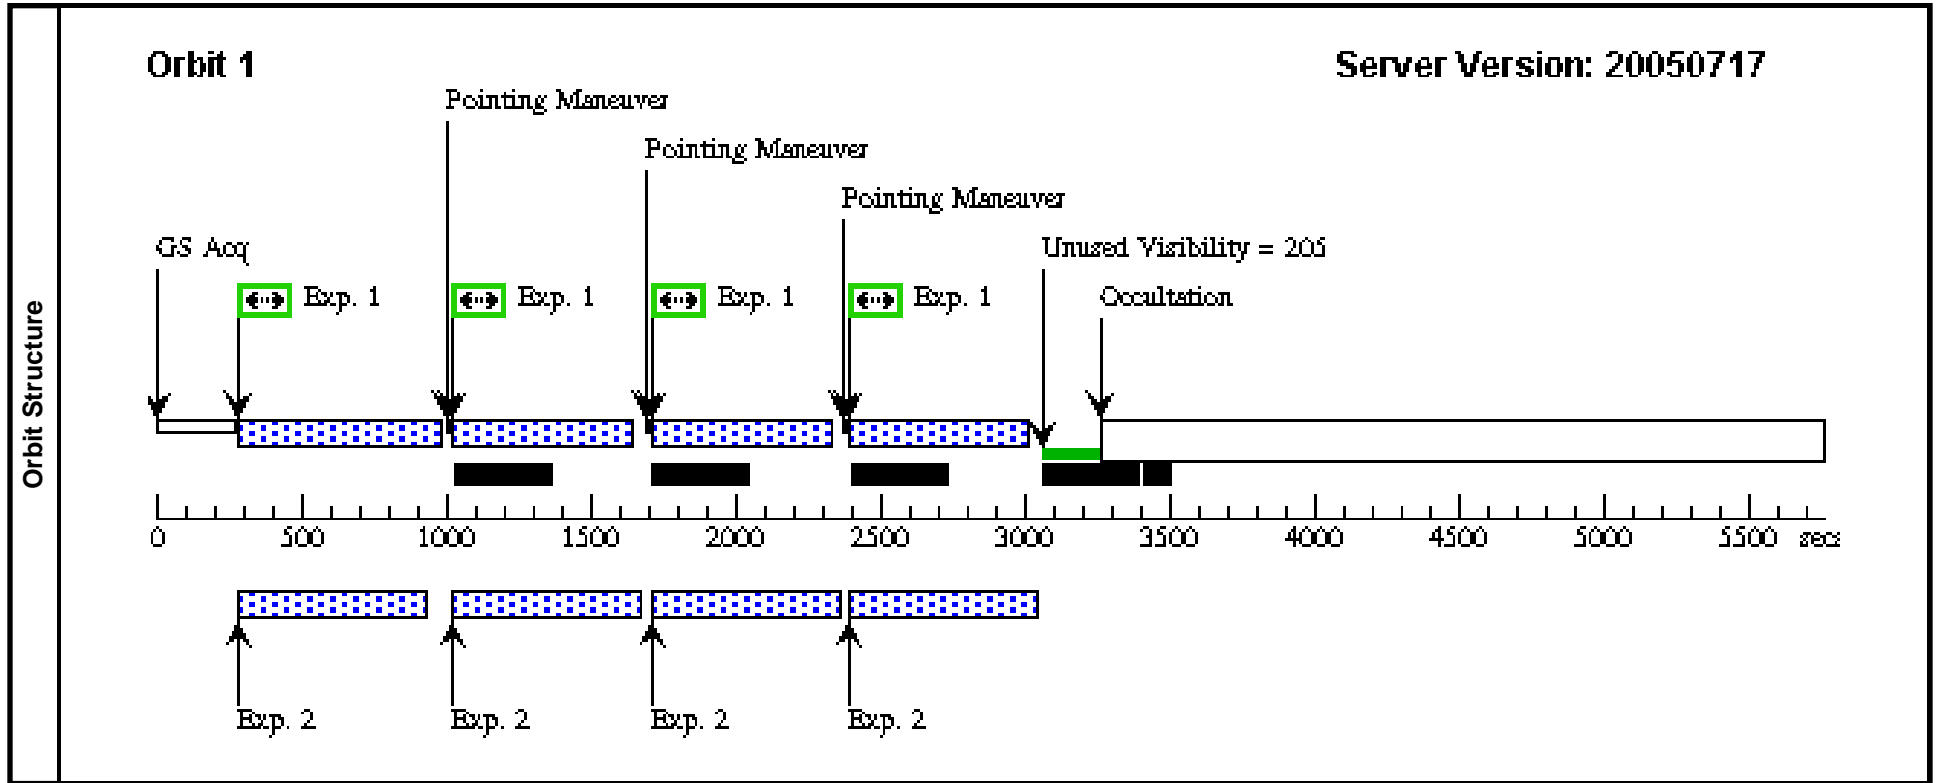 Orbit 1
Server Version: 20050717
Pointing Maneuver
Pointing Maneuver
Pointing Maneuver
GS Acq
Unused Visibility = 205
Exp. 1
Exp. 1
Exp. 1
Exp. 1
Occultation
Orbit Structure
0 500 1000 1500 2000 2500 3000 3500 4000 4500 5000 5500 secs
Exp. 2
Exp. 2
Exp. 2
Exp. 2